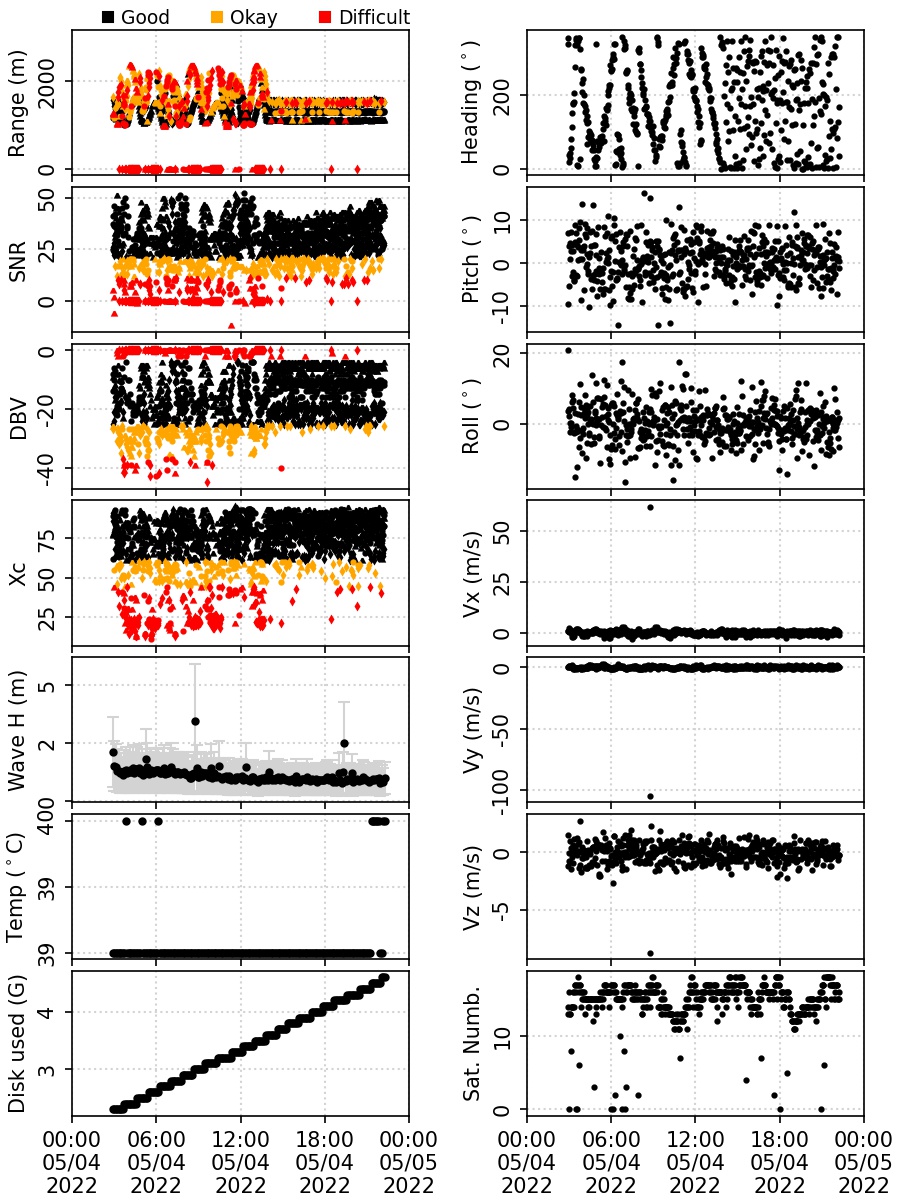 Good Okay Difficult
Range (m)
2000
0
Heading (°)
200
0
SNR
50
25
0
Pitch (°)
10
0
-10
DBV
0
-20
-40
Roll (°)
20
0
Xc
75
50
25
Vx (m/s)
50
25
0
Wave H (m)
5
2
0
Vy (m/s)
0
-50
-100
Temp (°C)
40
39
39
Vz (m/s)
0
-5
Disk used (G)
4
3
Sat. Numb.
10
0
00:00 06:00 12:00 18:00 00:00
05/04 05/04 05/04 05/04 05/05
2022 2022 2022 2022 2022
00:00 06:00 12:00 18:00 00:00
05/04 05/04 05/04 05/04 05/05
2022 2022 2022 2022 2022